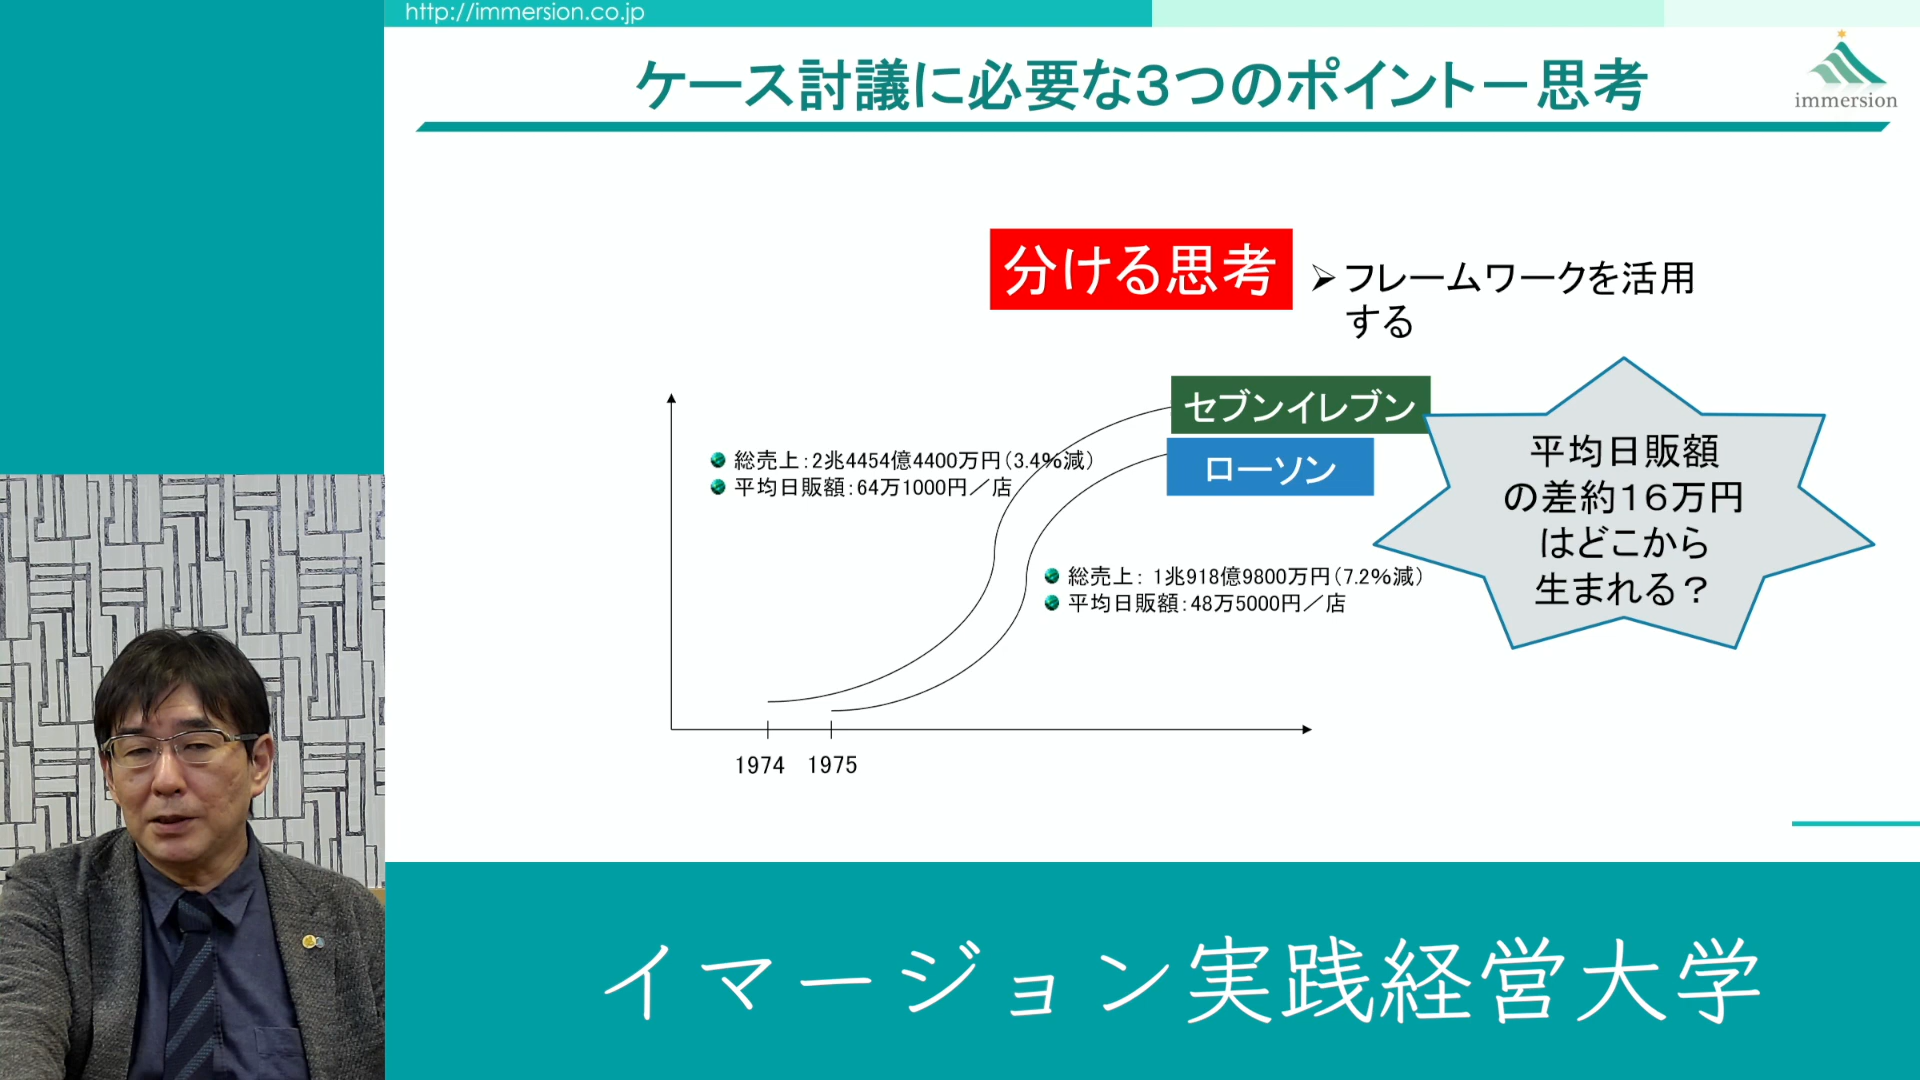 http://immersion.co.jp
ケース討議に必要な3つのポイント－思考
immersion
分ける思考
フレームワークを活用
する
セブンイレブン
ローソン
総売上：2兆4454億4400万円（3.4%減）
平均日販額：64万1000円／店
平均日販額
の差約16万円
はどこから
生まれる？
総売上： 1兆918億9800万円（7.2%減）
平均日販額：48万5000円／店
1974 1975
イマージョン実践経営大学